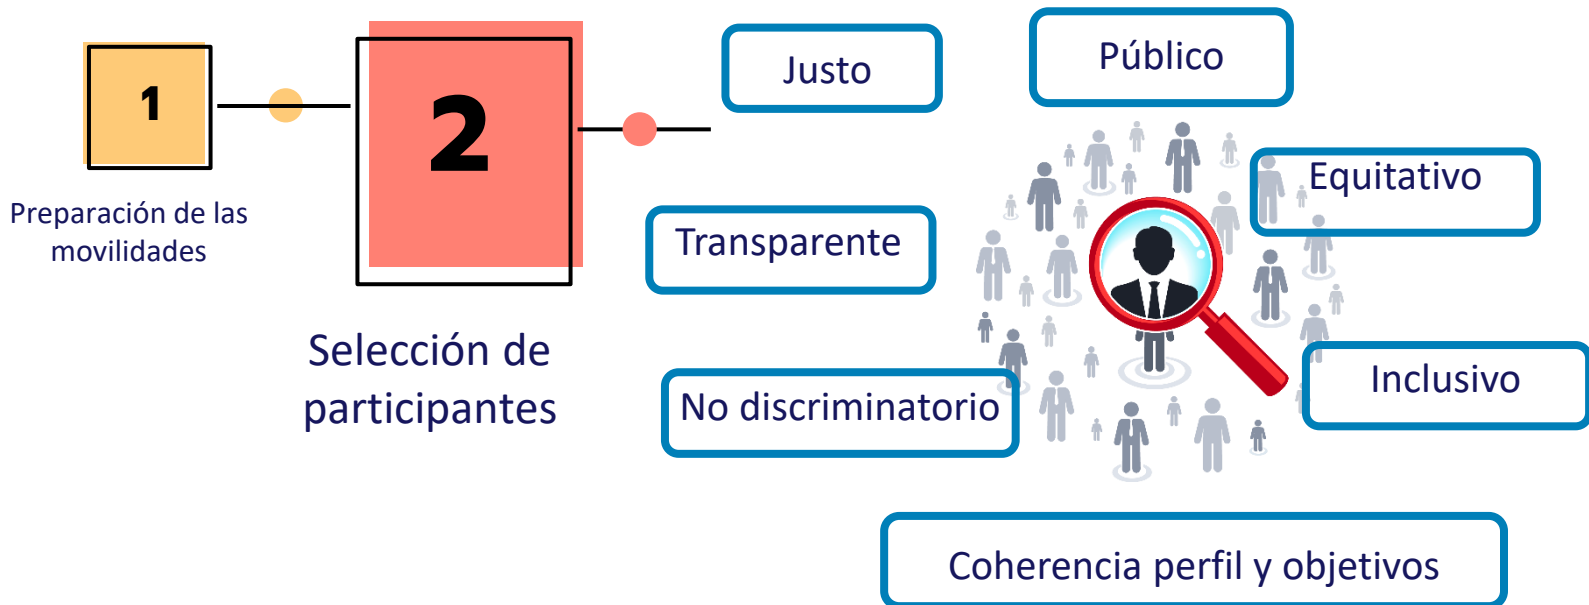 1
Preparación de las
movilidades
2
Selección de
participantes
Justo
Público
Transparente
Equitativo
No discriminatorio
Inclusivo
Coherencia perfil y objetivos